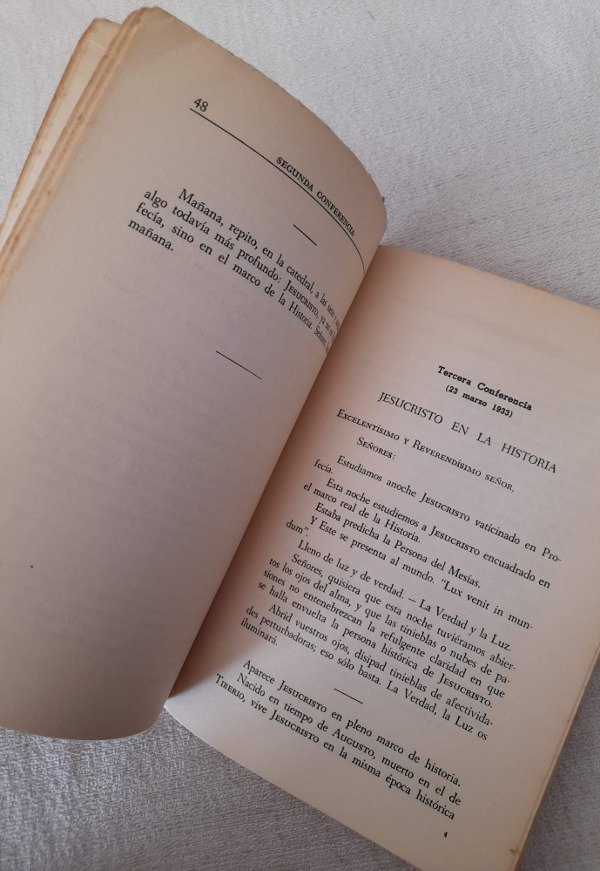 48
SEGUNDA CONFERENCIA
Mañana, repito, en la catedral, a las siete y
algo todavía más profundo: JESUCRISTO, ya no en
fecía, sino en el marco de la Historia. Señores,
mañana.
Tercera Conferencia
(23 marzo 1933)
JESUCRISTO EN LA HISTORIA
EXCELENTÍSIMO Y REVERENDÍSIMO SEÑOR,
SEÑORES:
Estudiamos anoche JESUCRISTO vaticinado en Pro-
fecía.
Esta noche estudiemos a JESUCRISTO encuadrado en
el marco real de la Historia.
Estaba predicha la Persona del Mesías.
Y Este se presenta al mundo. "Lux venit in mun-
dum".
Lleno de luz y de verdad. — La Verdad y la Luz.
Señores, quisiera que esta noche tuviéramos abier-
tos los ojos del alma, y que las tinieblas o nubes de pa-
siones no entenebrezcan la refulgente claridad en que
se halla envuelta la persona histórica de JESUCRISTO.
Abrid vuestros ojos, disipad tinieblas de afectivida-
des perturbadoras; eso sólo basta. La Verdad, la Luz os
iluminará.
Aparece JESUCRISTO en pleno marco de historia.
Nacido en tiempo de AUGUSTO, muerto en el de
TIBERIO, vive JESUCRISTO en la misma época histórica
4